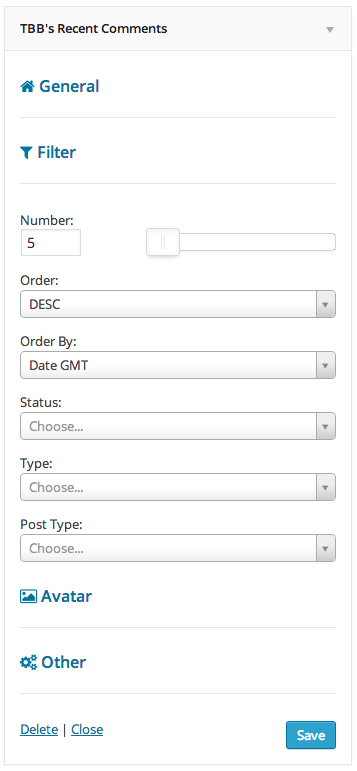 TBB's Recent Comments
General
Filter
Number:
5
Order:
DESC
Order By:
Date GMT
Status:
Choose...
Type:
Choose...
Post Type:
Choose...
Avatar
Other
Delete | Close
Save